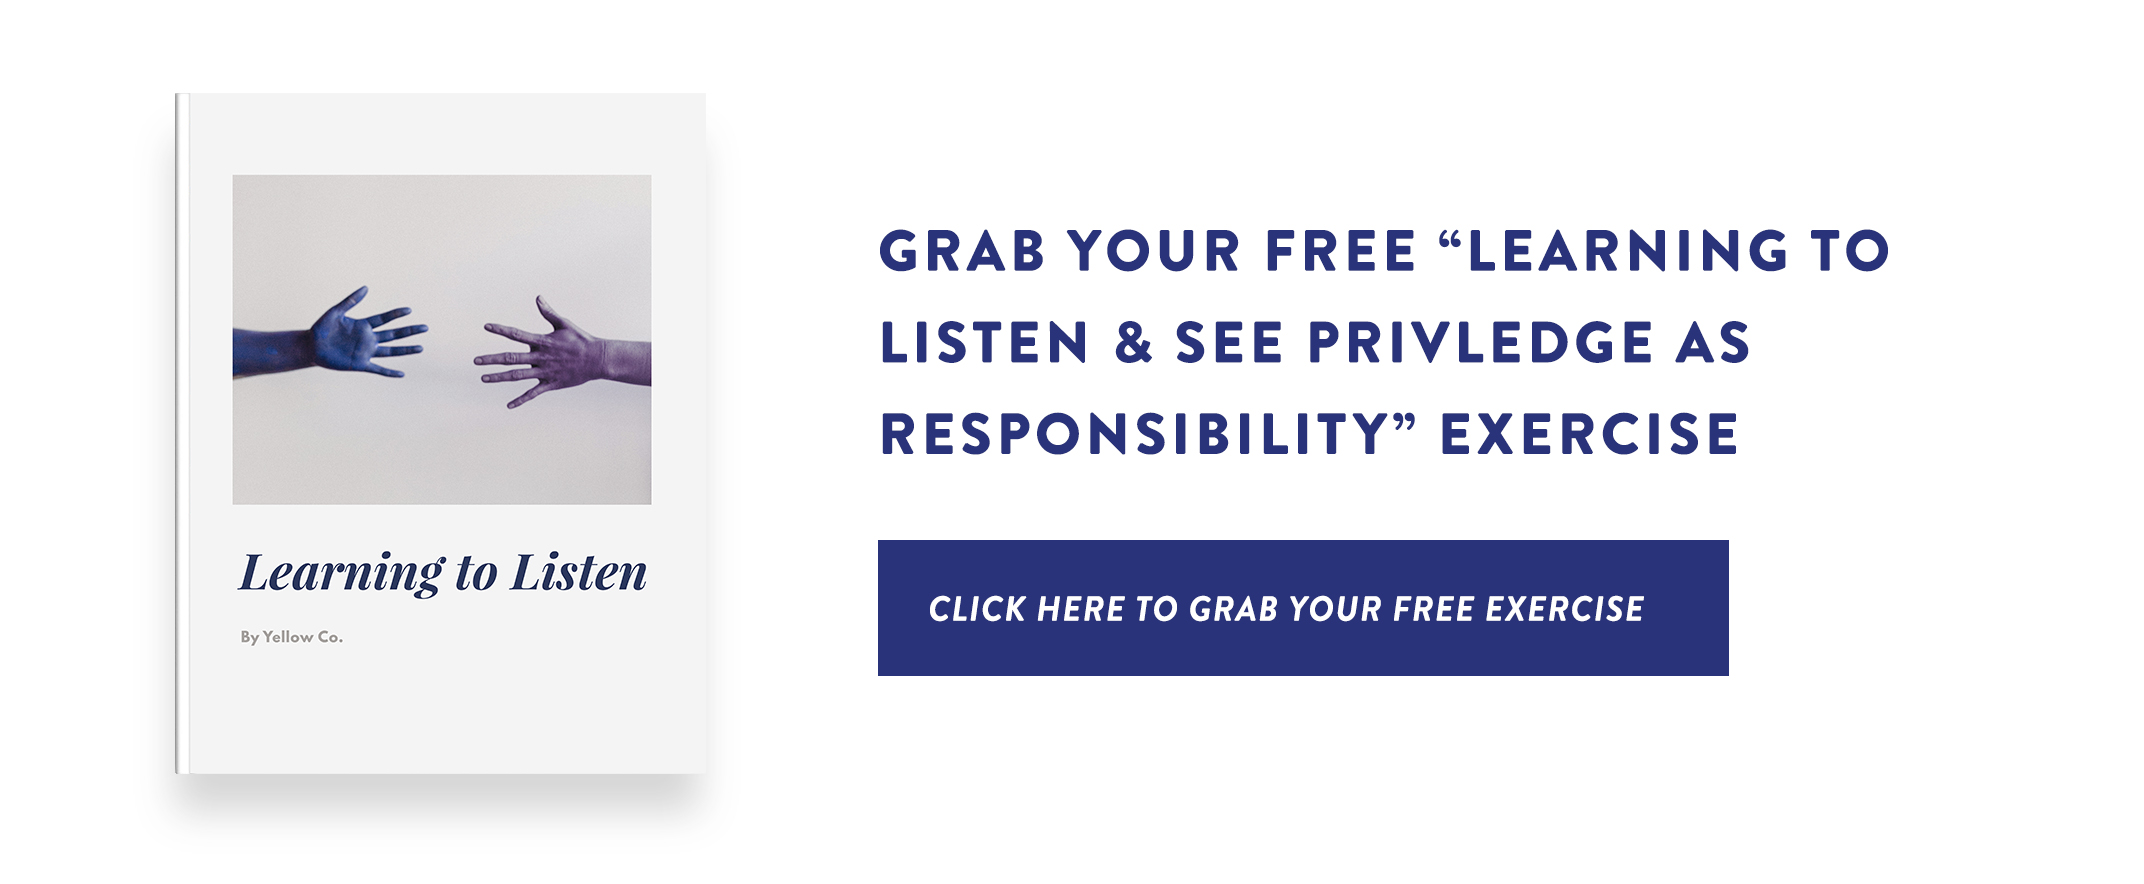 Learning to Listen
By Yellow Co.
GRAB YOUR FREE “LEARNING TO
LISTEN & SEE PRIVLEDGE AS
RESPONSIBILITY” EXERCISE
CLICK HERE TO GRAB YOUR FREE EXERCISE